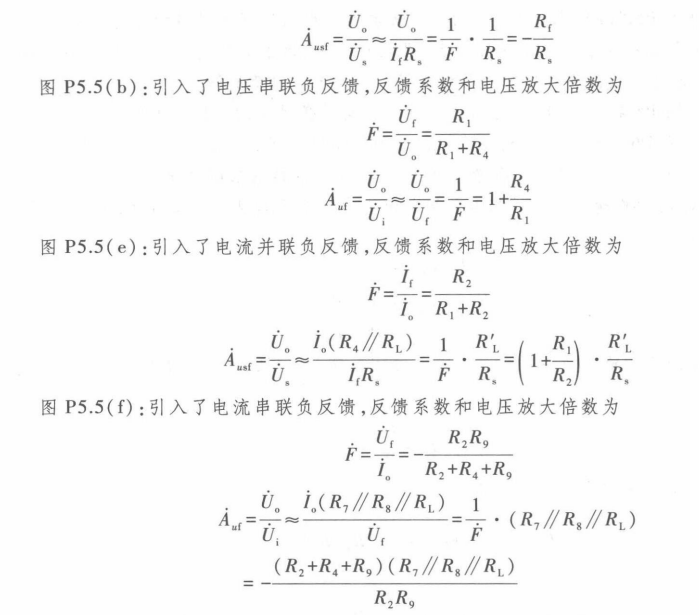 $\dot{A}_{usf}=\frac{\dot{U}_o}{\dot{U}_s}\approx\frac{\dot{U}_o}{\dot{I}_fR_s}=\frac{1}{\dot{F}}\cdot\frac{1}{R_s}=-\frac{R_f}{R_s}$
图 P5.5(b):引入了电压串联负反馈,反馈系数和电压放大倍数为
$\dot{F}=\frac{\dot{U}_f}{\dot{U}_o}=\frac{R_1}{R_1+R_4}$
$\dot{A}_{uf}=\frac{\dot{U}_o}{\dot{U}_i}\approx\frac{\dot{U}_o}{\dot{U}_f}=\frac{1}{\dot{F}}=1+\frac{R_4}{R_1}$
图 P5.5(e):引入了电流并联负反馈,反馈系数和电压放大倍数为
$\dot{F}=\frac{\dot{I}_f}{\dot{I}_o}=\frac{R_2}{R_1+R_2}$
$\dot{A}_{usf}=\frac{\dot{U}_o}{\dot{U}_s}\approx\frac{\dot{I}_o(R_4//R_L)}{\dot{I}_fR_s}=\frac{1}{\dot{F}}\cdot\frac{R'_L}{R_s}=\left(1+\frac{R_1}{R_2}\right)\cdot\frac{R'_L}{R_s}$
图 P5.5(f):引入了电流串联负反馈,反馈系数和电压放大倍数为
$\dot{F}=\frac{\dot{U}_f}{\dot{I}_o}=-\frac{R_2R_9}{R_2+R_4+R_9}$
$\dot{A}_{uf}=\frac{\dot{U}_o}{\dot{U}_i}\approx\frac{\dot{I}_o(R_7//R_8//R_L)}{\dot{U}_f}=\frac{1}{\dot{F}}\cdot(R_7//R_8//R_L)$
$=-\frac{(R_2+R_4+R_9)(R_7//R_8//R_L)}{R_2R_9}$